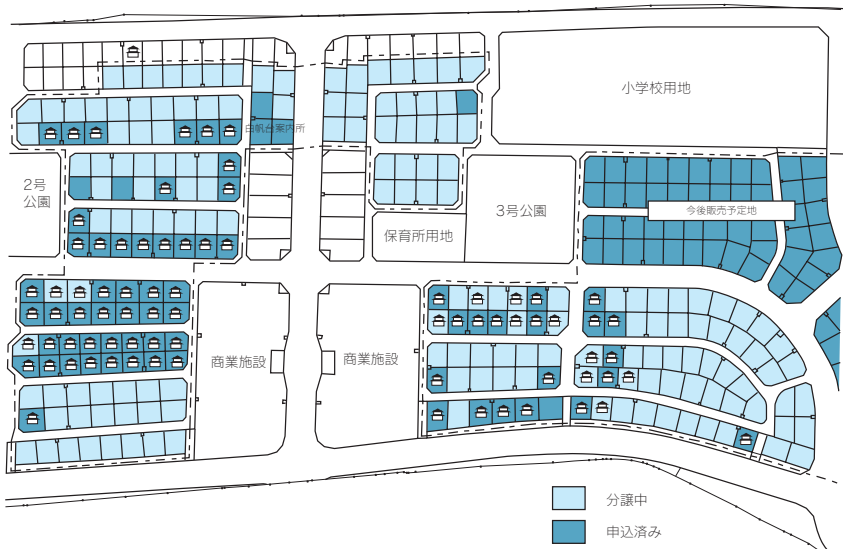 小学校用地
白帆台案内所
2号
公園
3号公園
今後販売予定地
保育所用地
商業施設
商業施設
分譲中
申込済み